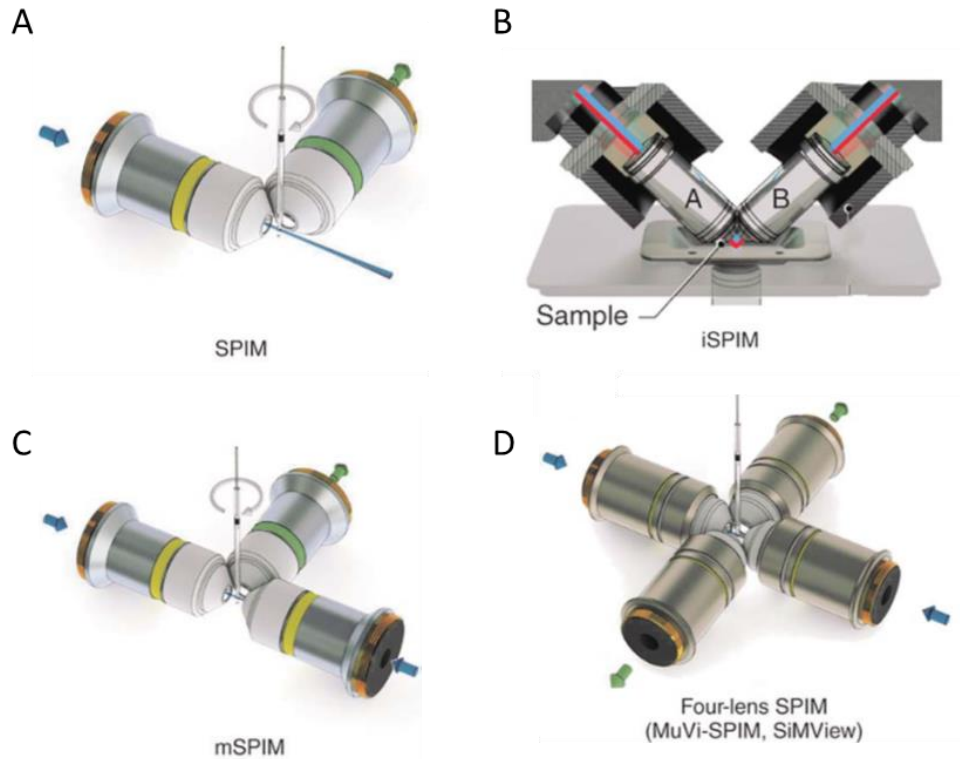 A
B
A
B
Sample
SPIM
iSPIM
C
D
mSPIM
Four-lens SPIM
(MuVi-SPIM, SiMView)